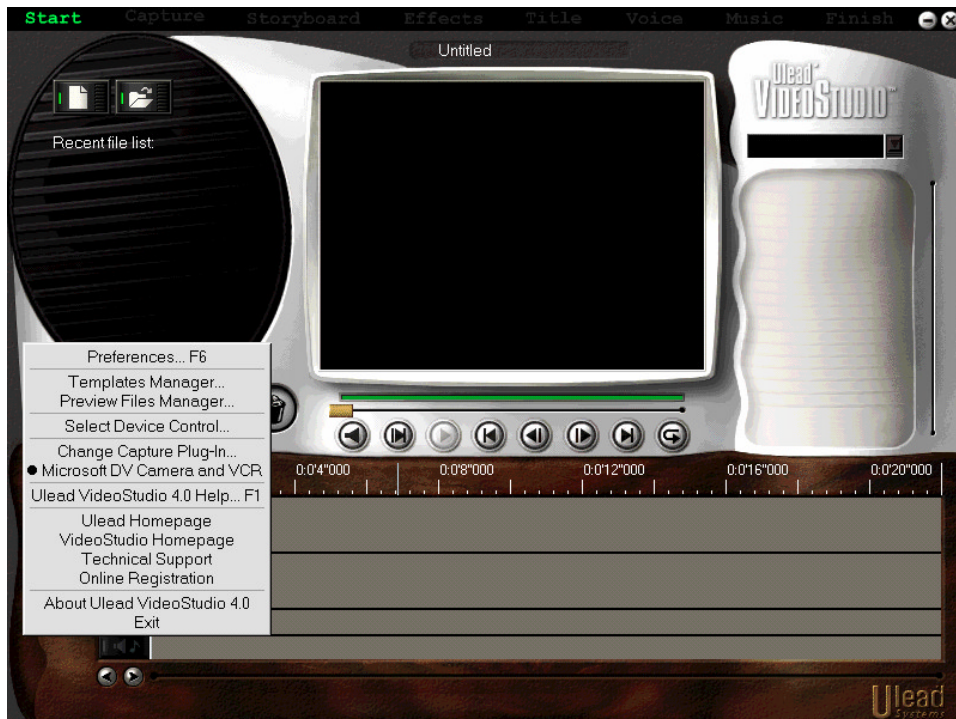 Start Capture Storyboard Effects Title Voice Music Finish
Untitled
Ulead
VIDEOSTUDIO™
Recent file list:
Preferences... F6
Templates Manager...
Preview Files Manager...
Select Device Control...
Change Capture Plug-In...
Microsoft DV Camera and VCR
Ulead VideoStudio 4.0 Help... F1
Ulead Homepage
VideoStudio Homepage
Technical Support
Online Registration
About Ulead VideoStudio 4.0
Exit
0:0'4"000 0:0'8"000 0:0'12"000 0:0'16"000 0:0'20"000
Ulead
Systems